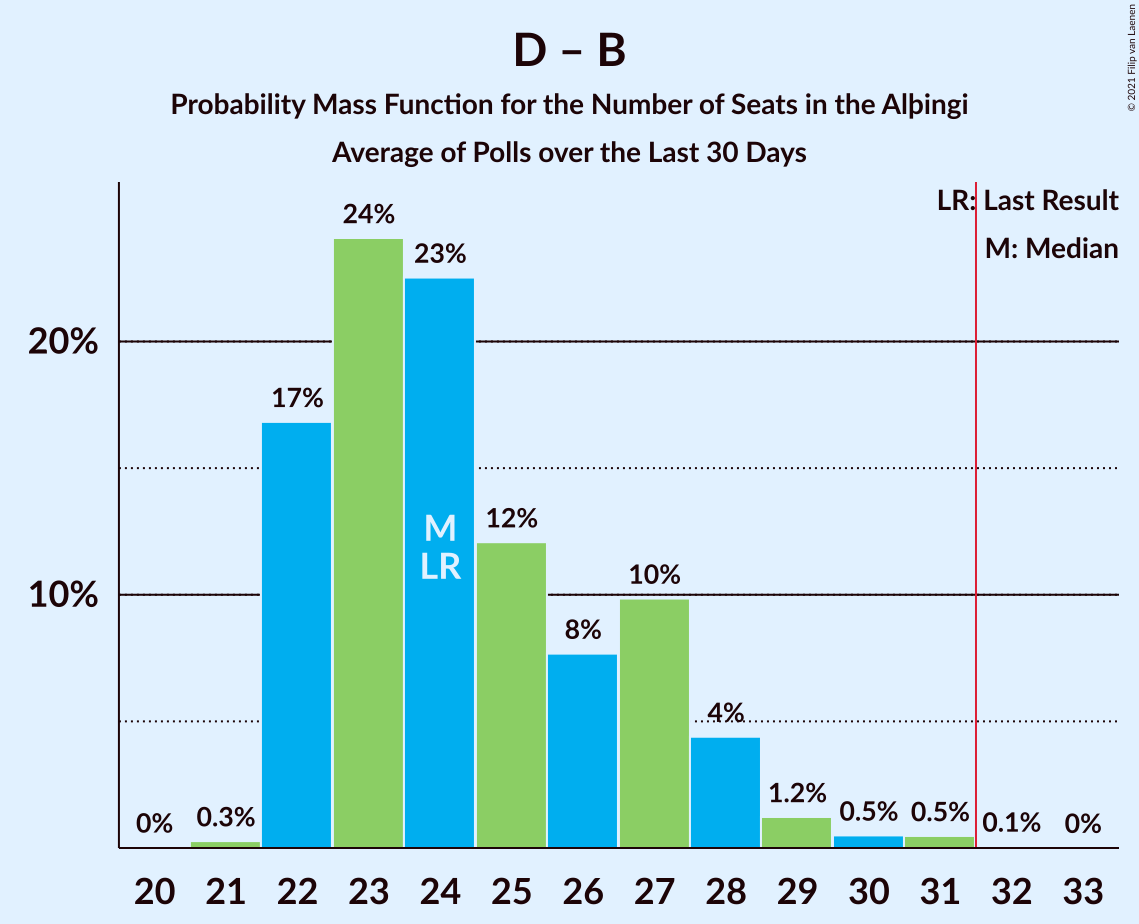 D – B
Probability Mass Function for the Number of Seats in the Alþingi
Average of Polls over the Last 30 Days
© 2021 Filip van Laenen
LR: Last Result
M: Median
24%
23%
20%
17%
M
LR
12%
10%
10%
8%
4%
1.2%
0%
0.3%
0.5%
0.5%
0.1%
0%
20 21 22 23 24 25 26 27 28 29 30 31 32 33